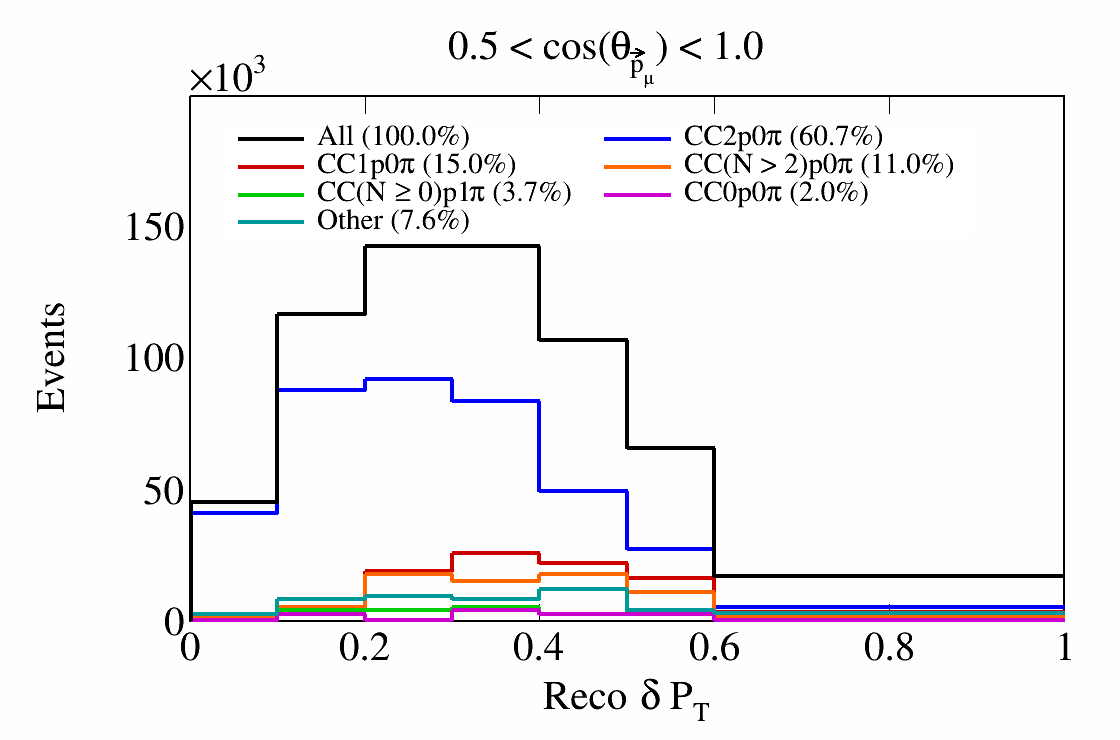 0.5 < cos(θ_{\vec{p}_μ}) < 1.0
×10³
All (100.0%) CC2p0π (60.7%)
CC1p0π (15.0%) CC(N > 2)p0π (11.0%)
CC(N ≥ 0)p1π (3.7%) CC0p0π (2.0%)
Other (7.6%)
150
100
50
0
Events
0 0.2 0.4 0.6 0.8 1
Reco δ P_T